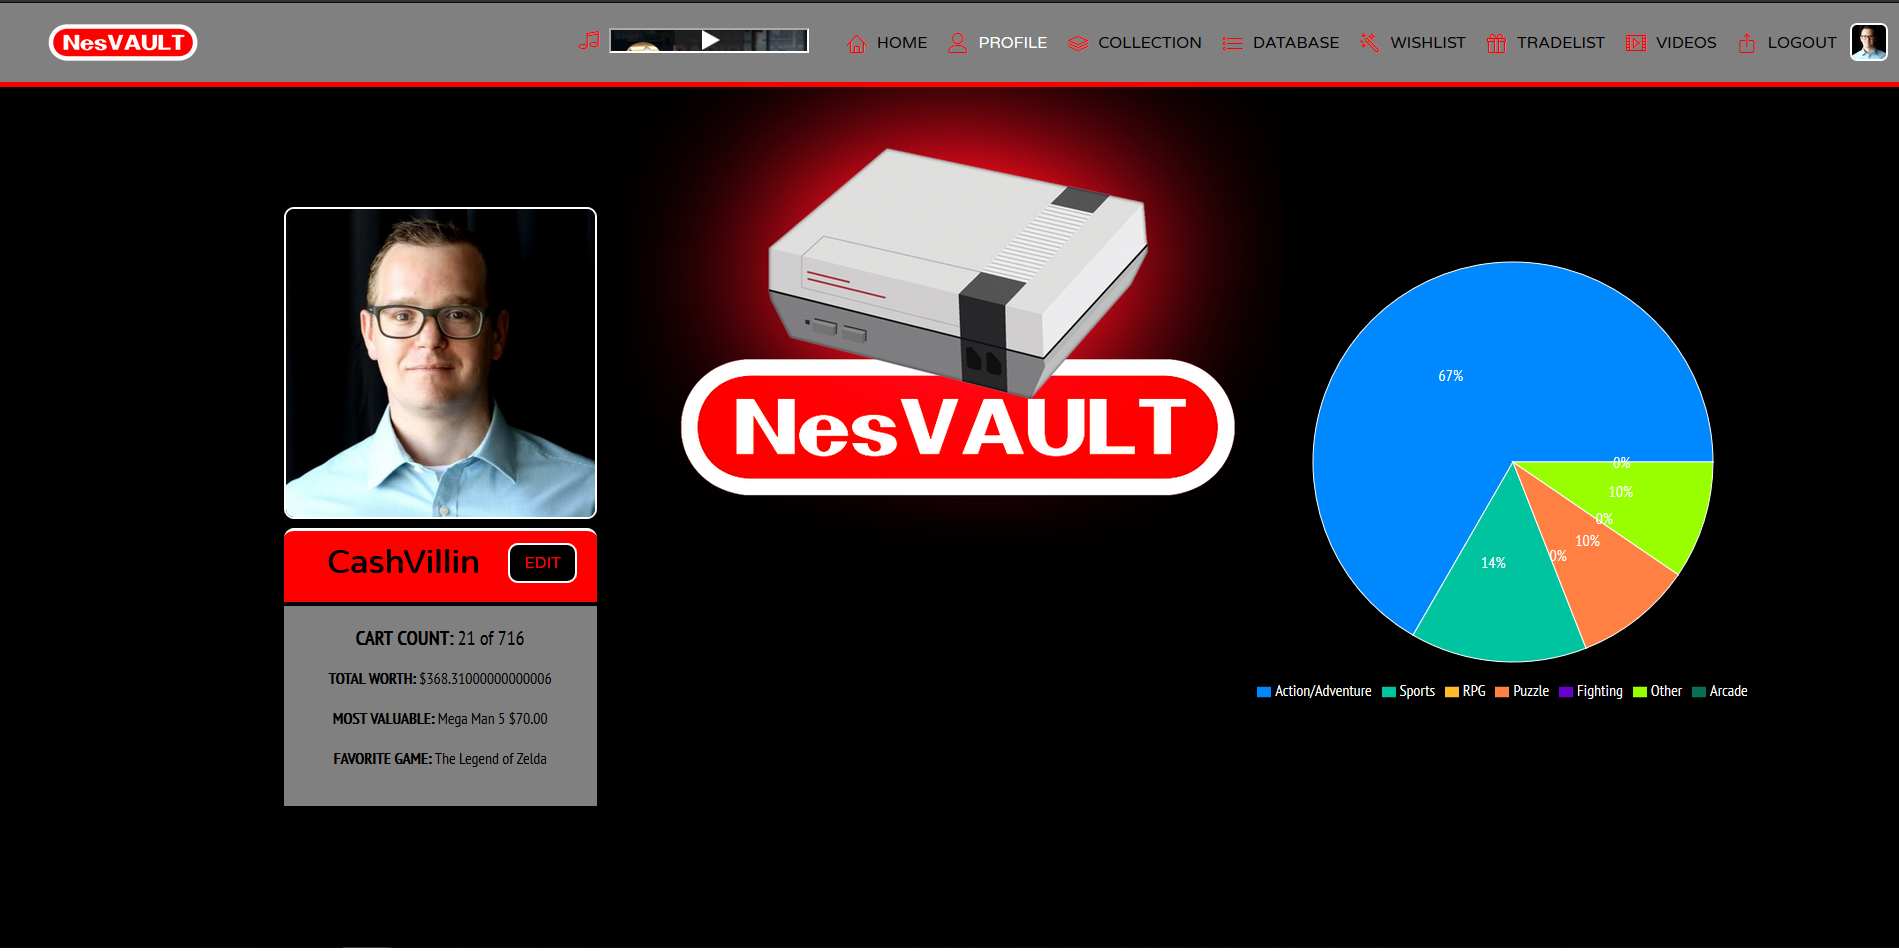 NesVAULT
HOME PROFILE COLLECTION DATABASE WISHLIST TRADELIST VIDEOS LOGOUT
NesVAULT
CashVillin
EDIT
CART COUNT: 21 of 716
TOTAL WORTH: $368.31000000000006
MOST VALUABLE: Mega Man 5 $70.00
FAVORITE GAME: The Legend of Zelda
67%
0%
10%
0%
10%
0%
14%
Action/Adventure Sports RPG Puzzle Fighting Other Arcade